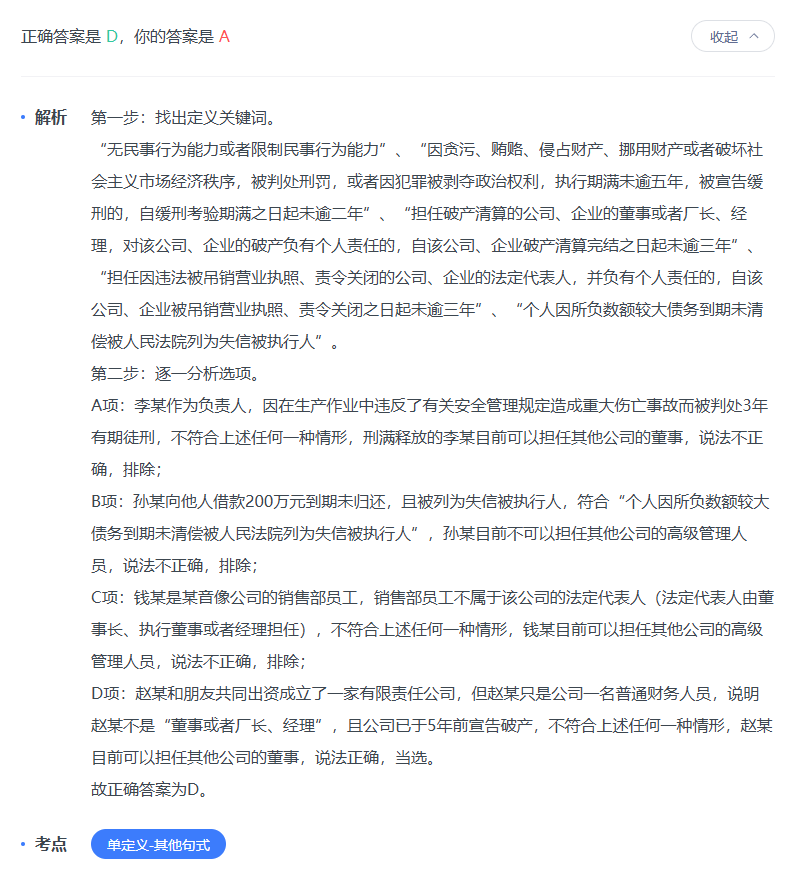 正确答案是 D，你的答案是 A
收起
解析
第一步：找出定义关键词。
“无民事行为能力或者限制民事行为能力”、“因贪污、贿赂、侵占财产、挪用财产或者破坏社
会主义市场经济秩序，被判处刑罚，或者因犯罪被剥夺政治权利，执行期满未逾五年，被宣告缓
刑的，自缓刑考验期满之日起未逾二年”、“担任破产清算的公司、企业的董事或者厂长、经
理，对该公司、企业的破产负有个人责任的，自该公司、企业破产清算完结之日起未逾三年”、
“担任因违法被吊销营业执照、责令关闭的公司、企业的法定代表人，并负有个人责任的，自该
公司、企业被吊销营业执照、责令关闭之日起未逾三年”、“个人因所负数额较大债务到期未清
偿被人民法院列为失信被执行人”。
第二步：逐一分析选项。
A项：李某作为负责人，因在生产作业中违反了有关安全管理规定造成重大伤亡事故而被判处3年
有期徒刑，不符合上述任何一种情形，刑满释放的李某目前可以担任其他公司的董事，说法不正
确，排除；
B项：孙某向他人借款200万元到期未归还，且被列为失信被执行人，符合“个人因所负数额较大
债务到期未清偿被人民法院列为失信被执行人”，孙某目前不可以担任其他公司的高级管理人
员，说法不正确，排除；
C项：钱某是某音像公司的销售部员工，销售部员工不属于该公司的法定代表人（法定代表人由董
事长、执行董事或者经理担任），不符合上述任何一种情形，钱某目前可以担任其他公司的高级
管理人员，说法不正确，排除；
D项：赵某和朋友共同出资成立了一家有限责任公司，但赵某只是公司一名普通财务人员，说明
赵某不是“董事或者厂长、经理”，且公司已于5年前宣告破产，不符合上述任何一种情形，赵某
目前可以担任其他公司的董事，说法正确，当选。
故正确答案为D。
考点
单定义-其他句式